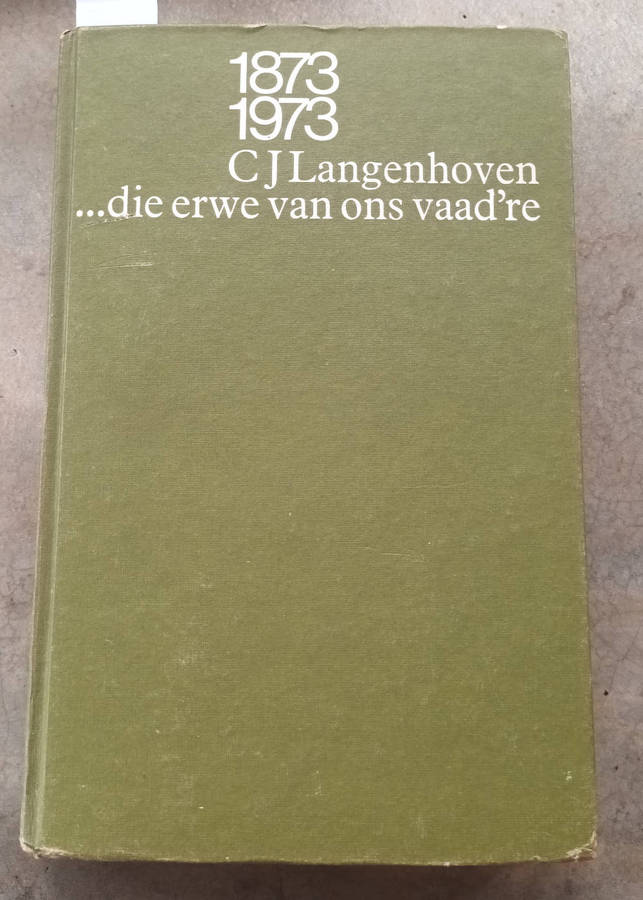 1873
1973
C J Langenhoven
...die erwe van ons vaad're